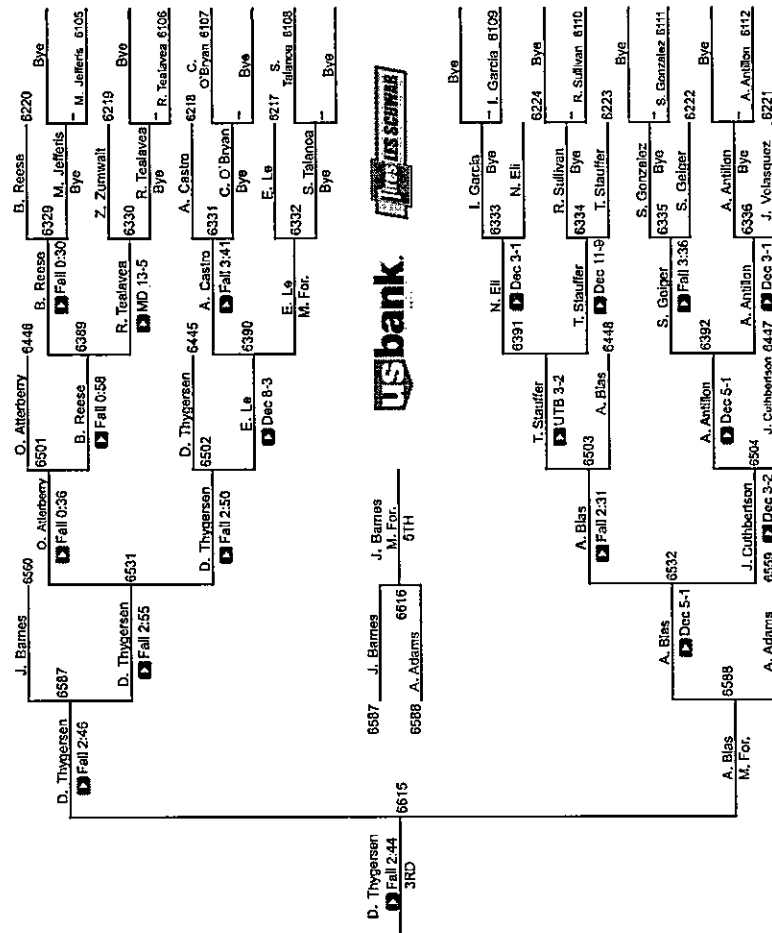 B. Reese 6220
Bye
B. Reese
6329
M. Jefferis
M. Jefferis 6105
Fall 0:30
Bye
Bye
O. Atterberry 6446
6389
Z. Zumwalt 6219
Bye
R. Tealavea
6330
R. Tealavea
R. Tealavea 6106
MD 13-5
Bye
Bye
O. Atterberry
6501
B. Reese
Fall 0:36
Fall 0:58
J. Barnes 6560
6531
D. Thygersen 6445
A. Castro 6218
C. O'Bryan 6107
A. Castro
6331
C. O'Bryan
Fall 3:41
Bye
Bye
6390
E. Le 6217
S. Talanoa 6108
E. Le
6332
S. Talanoa
M. For.
Bye
Bye
D. Thygersen
6502
E. Le
Fall 2:50
Dec 8-3
6587
D. Thygersen
Fall 2:55
D. Thygersen
Fall 2:46
6587 J. Barnes
6616
J. Barnes
M. For.
5TH
6588 A. Adams
usbank.
LES SCHWAB
6615
D. Thygersen
Fall 2:44
3RD
Bye
I. Garcia
I. Garcia 6109
6333
N. Eli 6224
N. Eli
Dec 3-1
6391
Bye
R. Sullivan
R. Sullivan 6110
Bye
6334
T. Stauffer 6223
T. Stauffer
Dec 11-9
T. Stauffer
UTB 3-2
6503
A. Blas 6448
A. Blas
Fall 2:31
Bye
S. Gonzalez
S. Gonzalez 6111
Bye
6335
S. Geiger 6222
S. Geiger
Fall 3:36
6392
Bye
A. Antillon
A. Antillon 6112
Bye
6336
J. Velasquez 6221
A. Antillon
Dec 3-1
A. Antillon
Dec 5-1
6504
J. Cuthbertson 6447
J. Cuthbertson
Dec 3-2
6532
A. Blas
Dec 5-1
6588
A. Adams 6559
A. Blas
M. For.